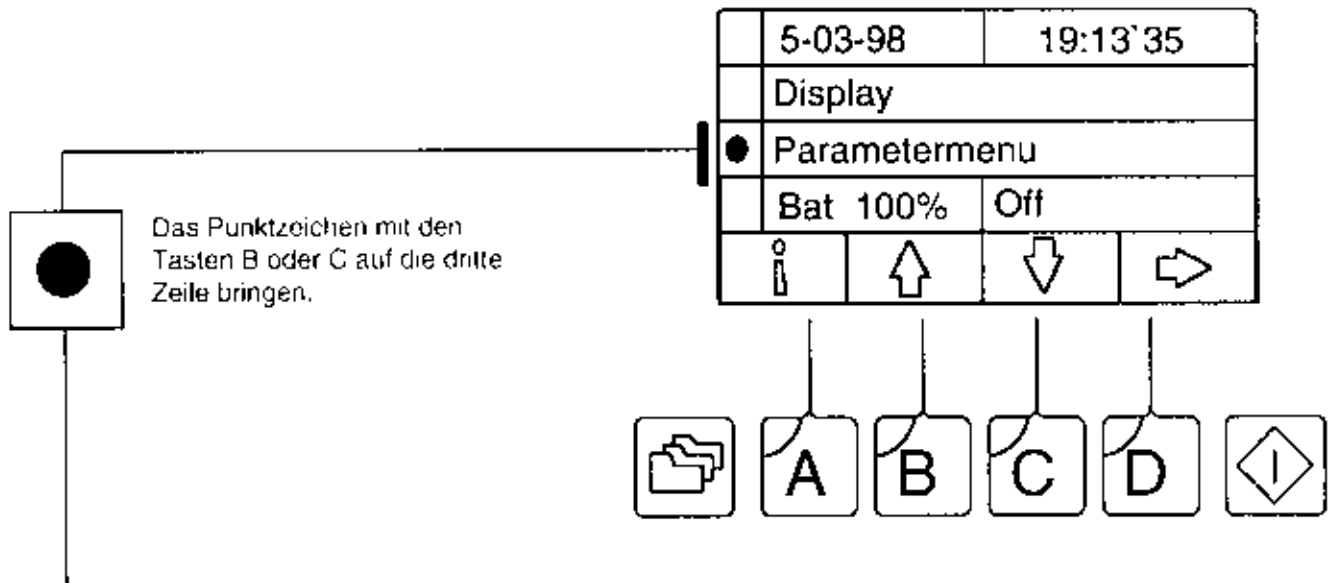 5-03-98 19:13`35
Display
Parametermenu
Bat 100% Off
Das Punktzeichen mit den
Tasten B oder C auf die dritte
Zeile bringen.
A B C D